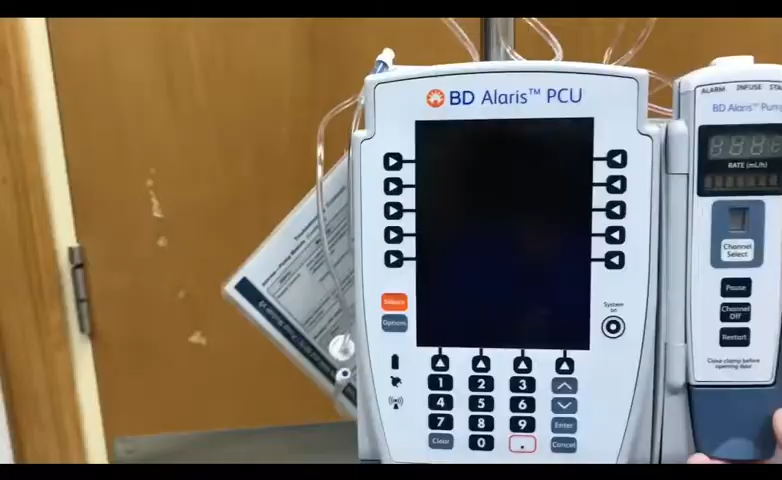 BD Alaris™ PCU
System
on
Silence
Options
1 2 3
4 5 6
7 8 9
Enter
Clear 0 . Cancel
ALARM INFUSE
BD Alaris™ Pump
RATE (mL/h)
Channel
Select
Pause
Channel
Off
Restart
Close clamp before
opening door